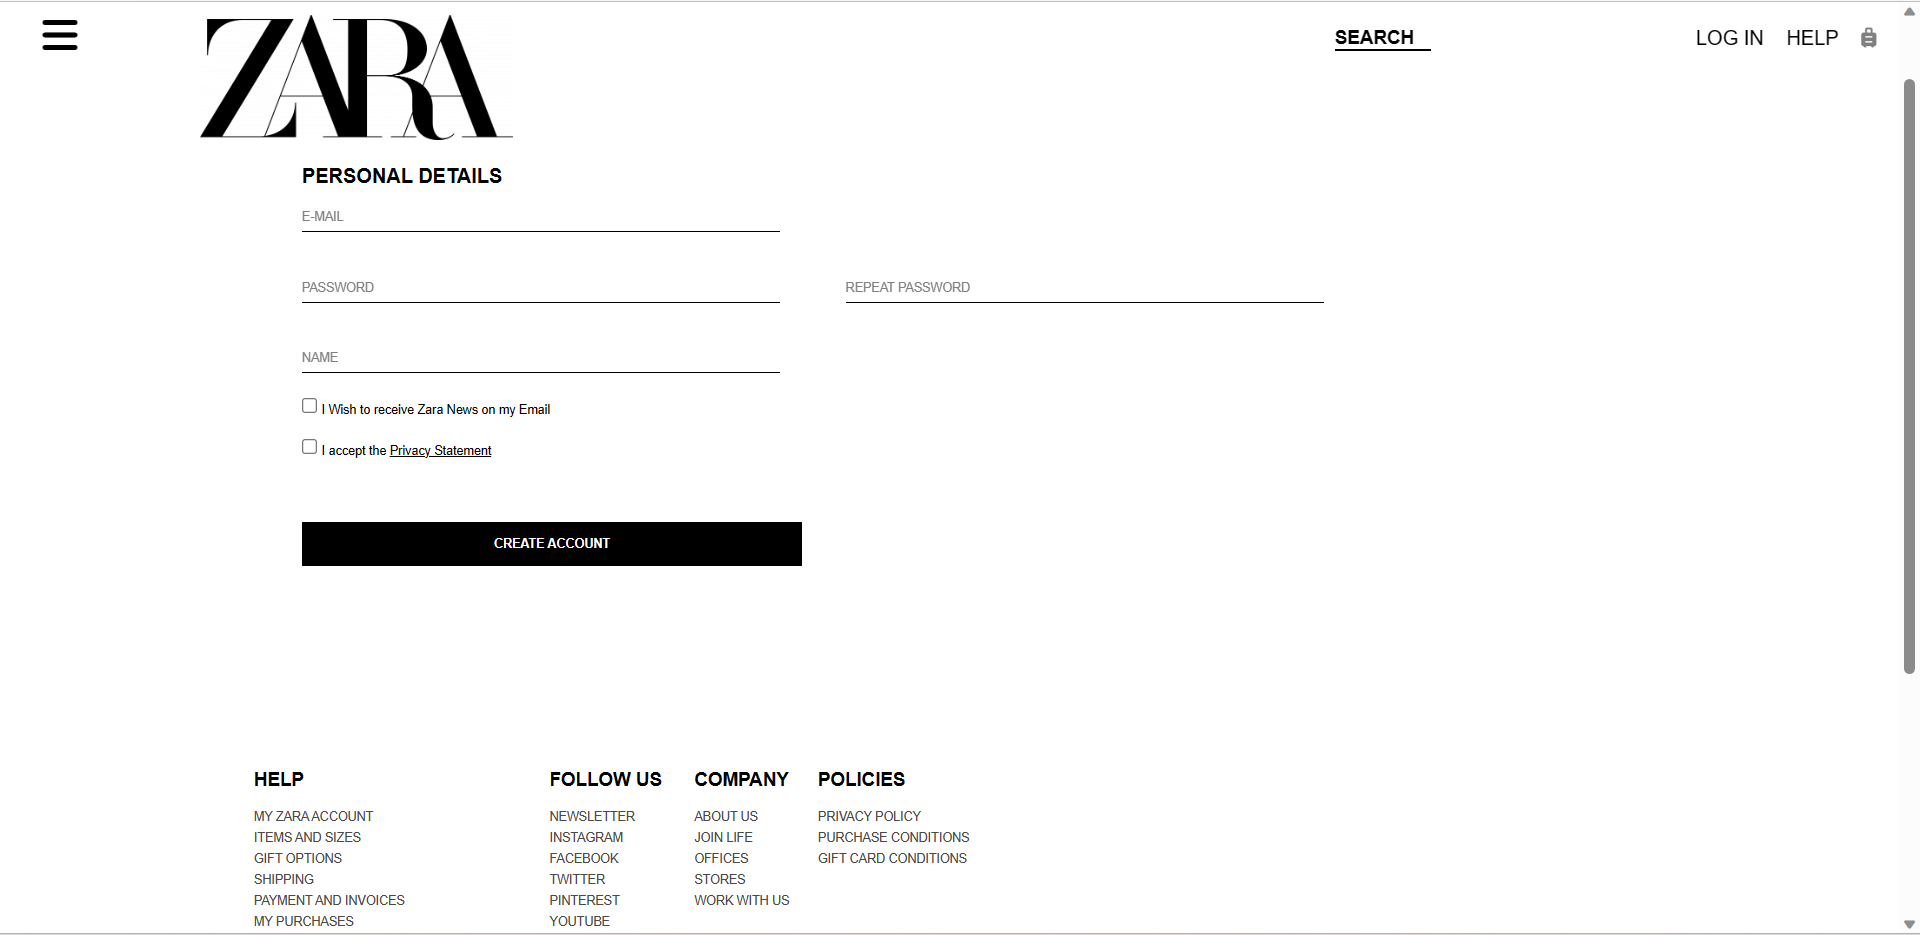 ZARA
SEARCH
LOG IN
HELP
PERSONAL DETAILS
E-MAIL
PASSWORD
REPEAT PASSWORD
NAME
I Wish to receive Zara News on my Email
I accept the Privacy Statement
CREATE ACCOUNT
HELP
MY ZARA ACCOUNT
ITEMS AND SIZES
GIFT OPTIONS
SHIPPING
PAYMENT AND INVOICES
MY PURCHASES
FOLLOW US
NEWSLETTER
INSTAGRAM
FACEBOOK
TWITTER
PINTEREST
YOUTUBE
COMPANY
ABOUT US
JOIN LIFE
OFFICES
STORES
WORK WITH US
POLICIES
PRIVACY POLICY
PURCHASE CONDITIONS
GIFT CARD CONDITIONS